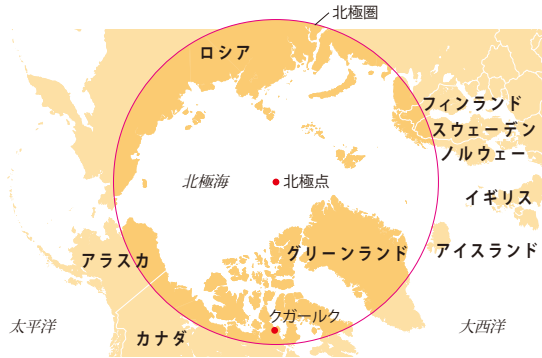 北極圏
ロシア
フィンランド
スウェーデン
ノルウェー
北極海
北極点
イギリス
グリーンランド
アイスランド
アラスカ
クガールク
太平洋
大西洋
カナダ